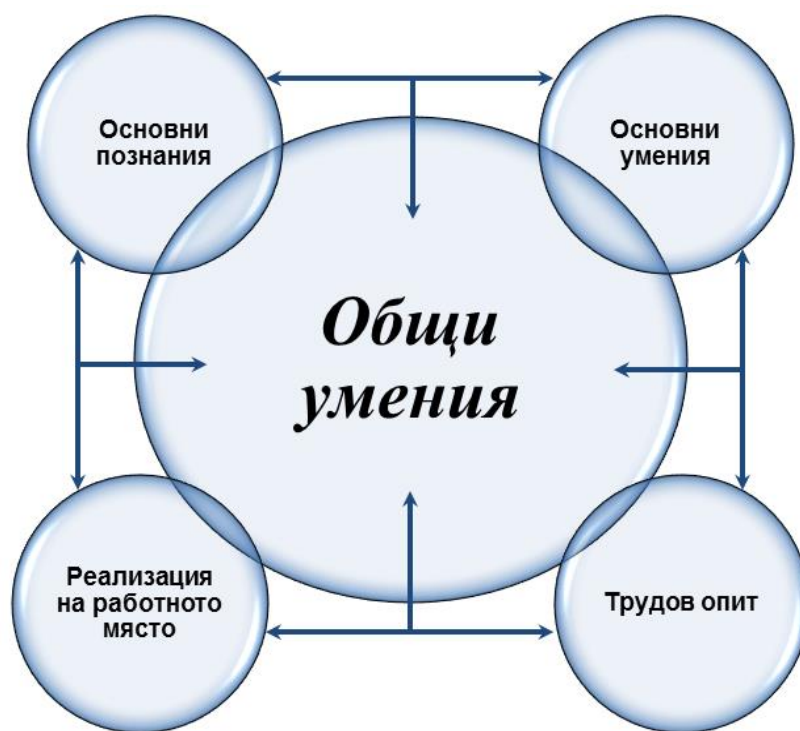 Основни
познания
Основни
умения
Общи
умения
Реализация
на работното
място
Трудов опит